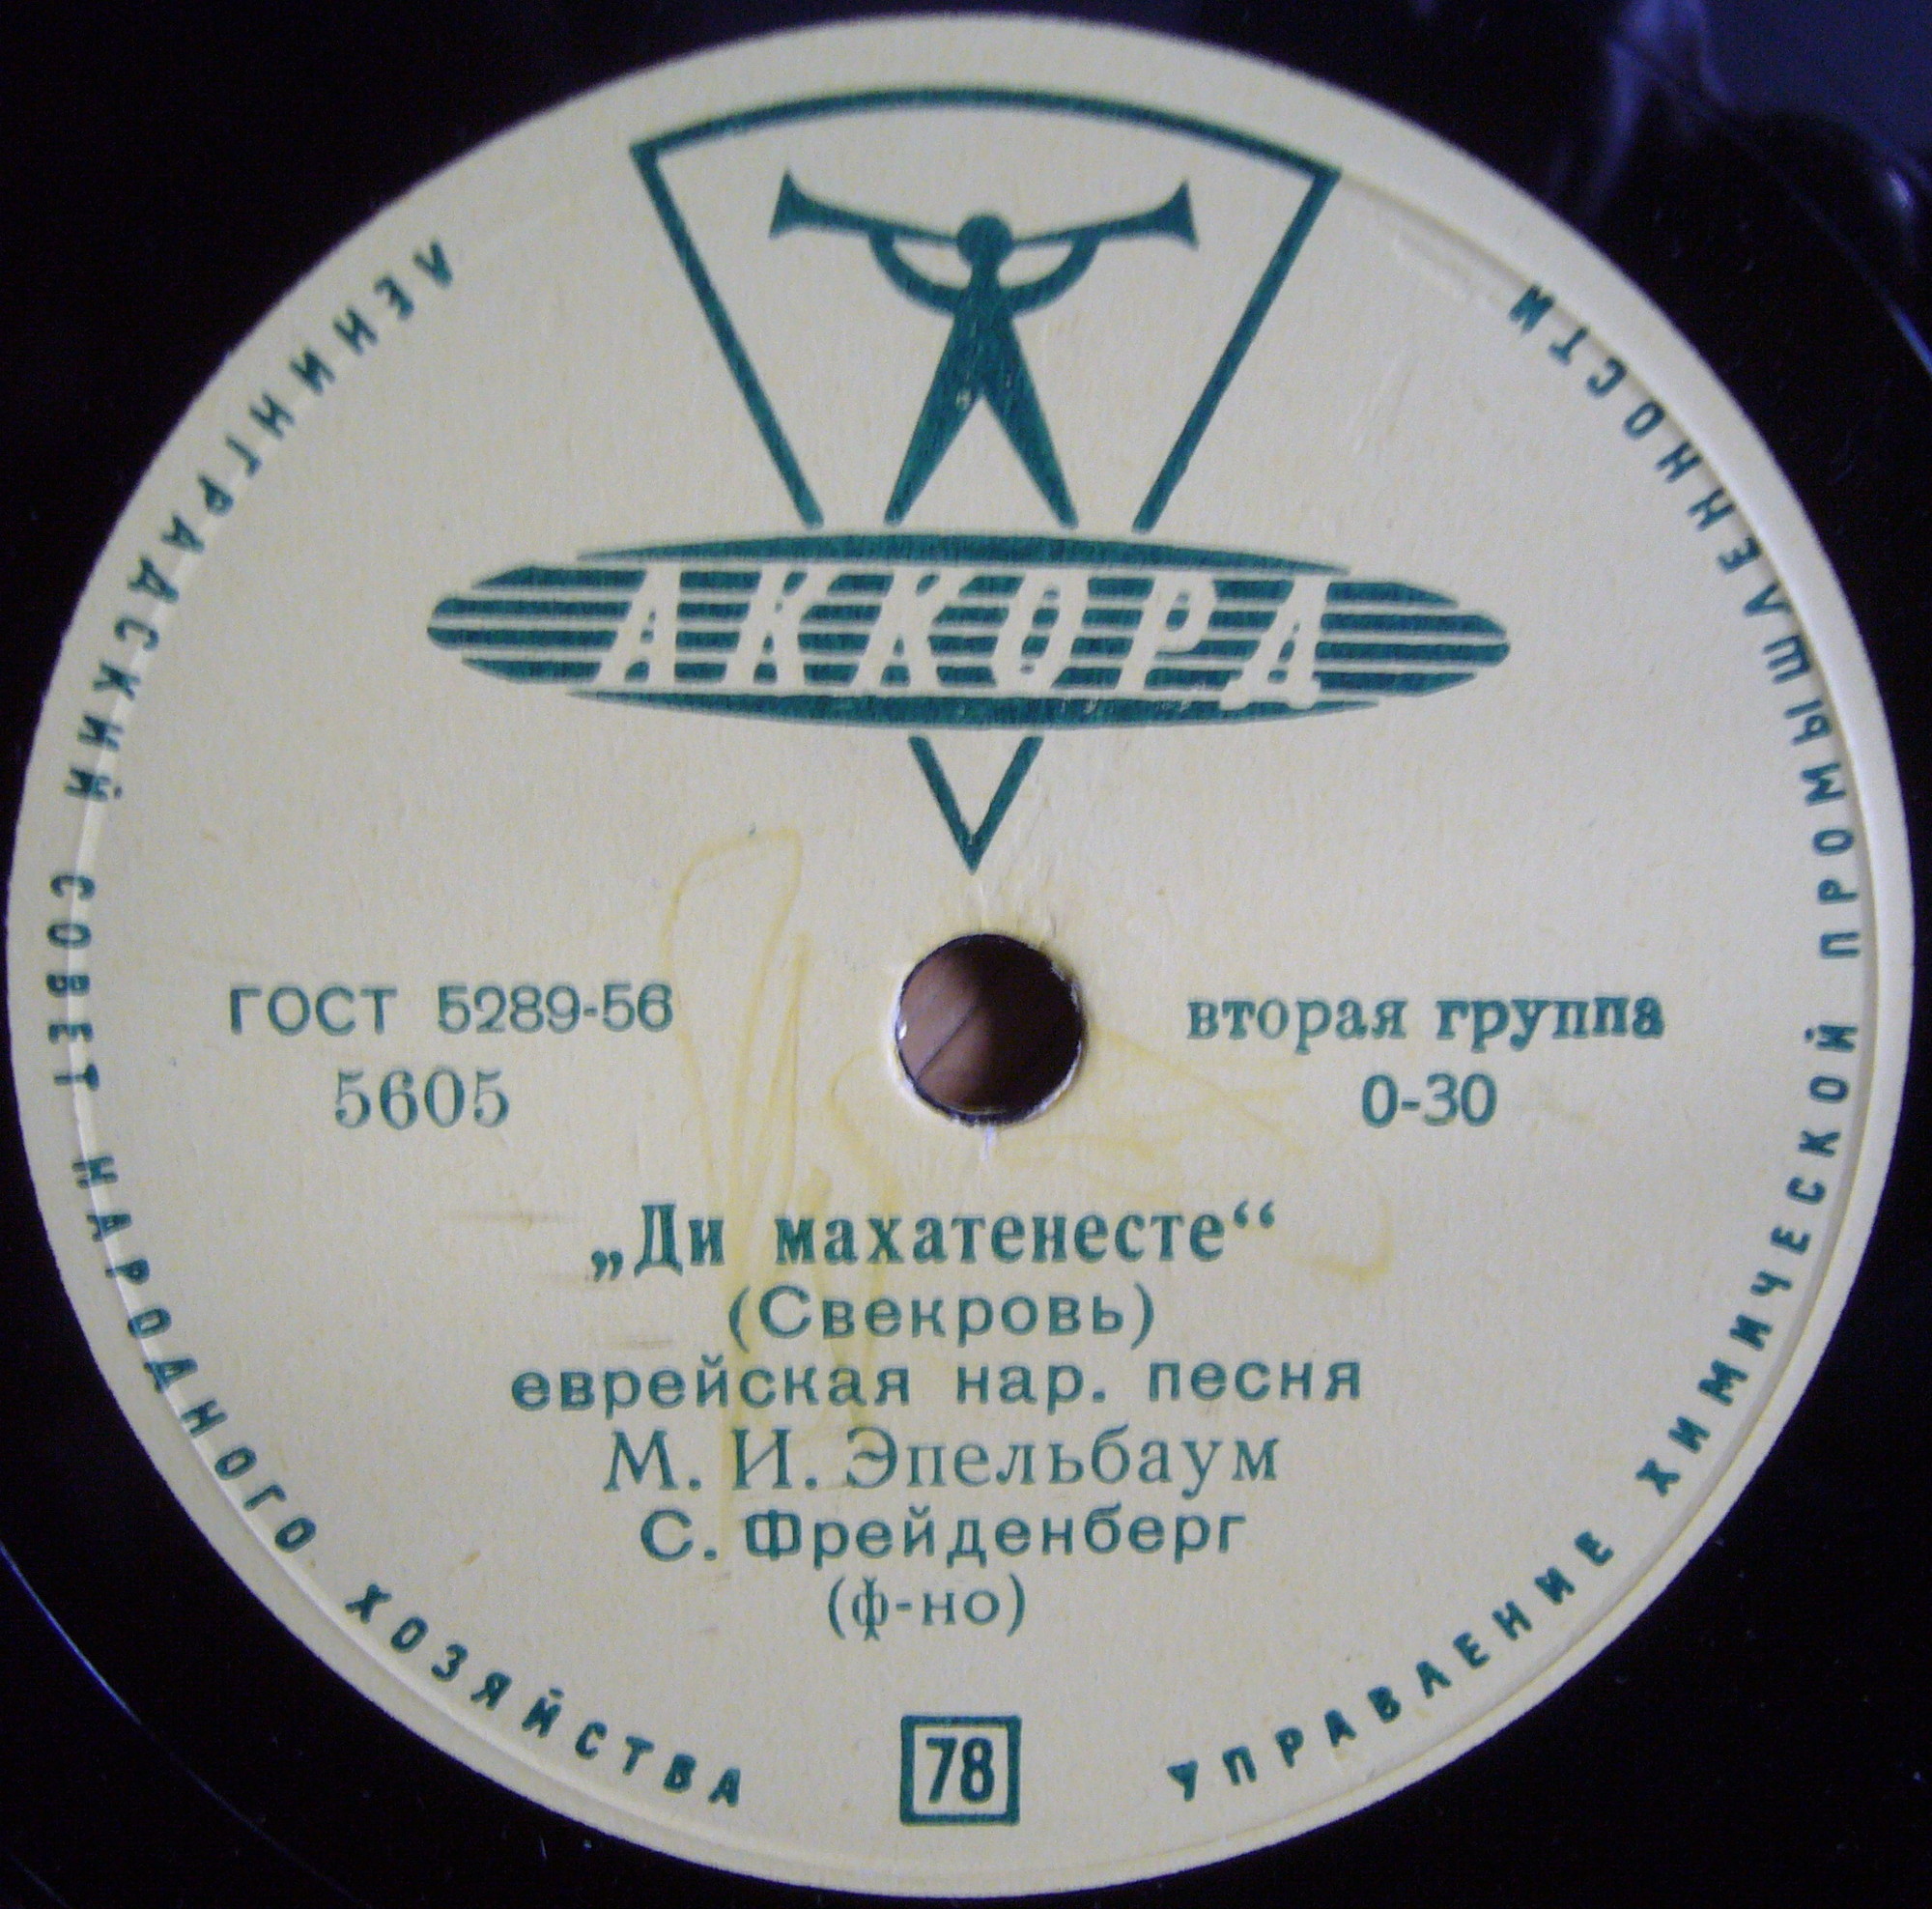 АККОРД
ЛЕНИНГРАДСКИЙ СОВЕТ НАРОДНОГО ХОЗЯЙСТВА
УПРАВЛЕНИЕ ХИМИЧЕСКОЙ ПРОМЫШЛЕННОСТИ
ГОСТ 5289-56
5605
вторая группа
0-30
„Ди махатенесте“
(Свекровь)
еврейская нар. песня
М. И. Эпельбаум
С. Фрейденберг
(ф-но)
78